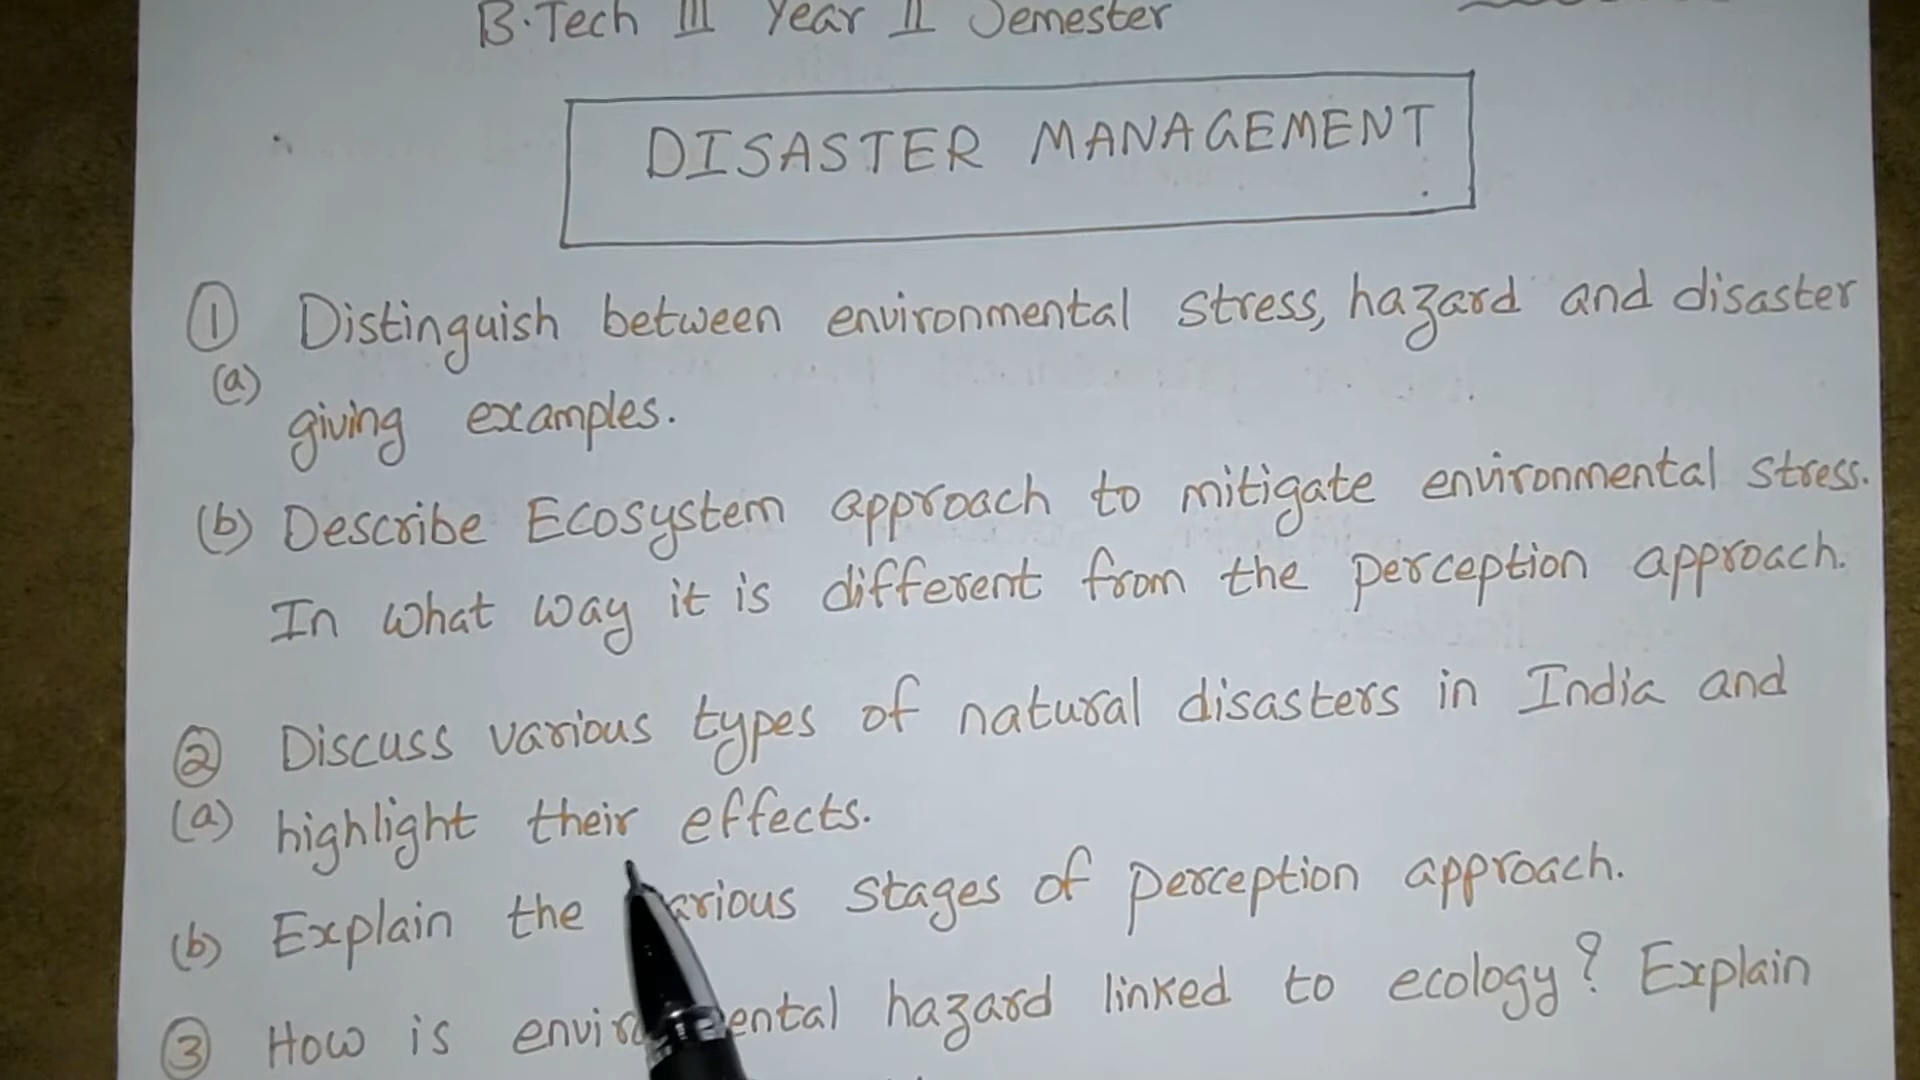 B.Tech III Year II Semester
DISASTER MANAGEMENT
① Distinguish between environmental stress, hazard and disaster
(a) giving examples.
(b) Describe Ecosystem approach to mitigate environmental stress.
In what way it is different from the perception approach.
② Discuss various types of natural disasters in India and
(a) highlight their effects.
(b) Explain the stages of perception approach.
③ How is hazard linked to ecology? Explain